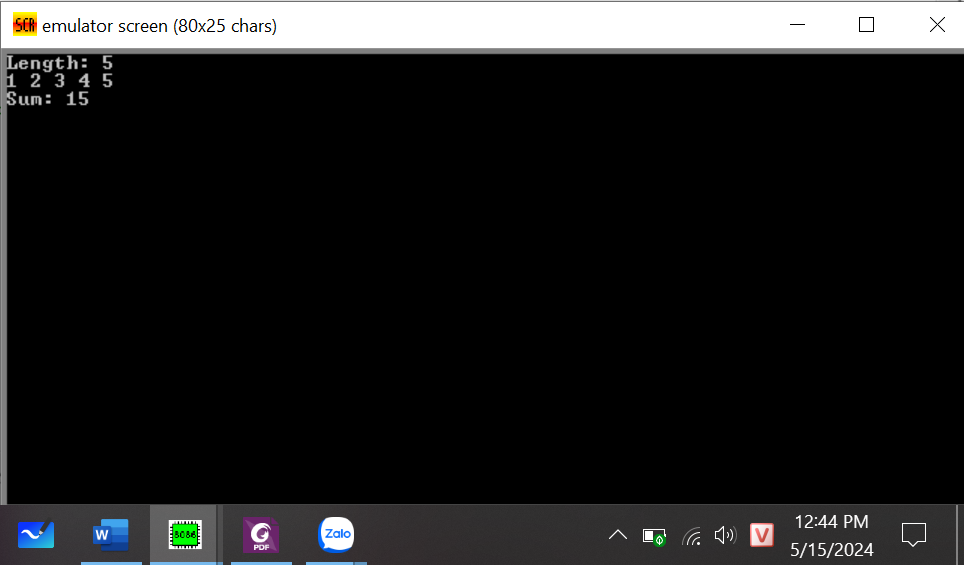 SCR emulator screen (80x25 chars)
Length: 5
1 2 3 4 5
Sum: 15
W 8086 PDF Zalo V 12:44 PM
5/15/2024